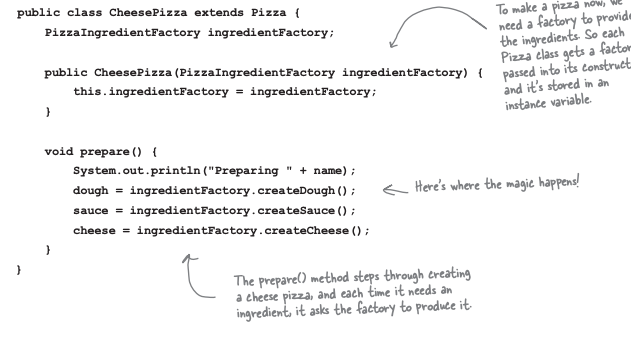 public class CheesePizza extends Pizza {
PizzaIngredientFactory ingredientFactory;
To make a pizza now, we
need a factory to provide
the ingredients. So each
Pizza class gets a factor
passed into its construct
and it's stored in an
instance variable.
public CheesePizza(PizzaIngredientFactory ingredientFactory) {
this.ingredientFactory = ingredientFactory;
}
void prepare() {
System.out.println("Preparing " + name);
dough = ingredientFactory.createDough();
Here's where the magic happens!
sauce = ingredientFactory.createSauce();
cheese = ingredientFactory.createCheese();
}
}
The prepare() method steps through creating
a cheese pizza, and each time it needs an
ingredient, it asks the factory to produce it.